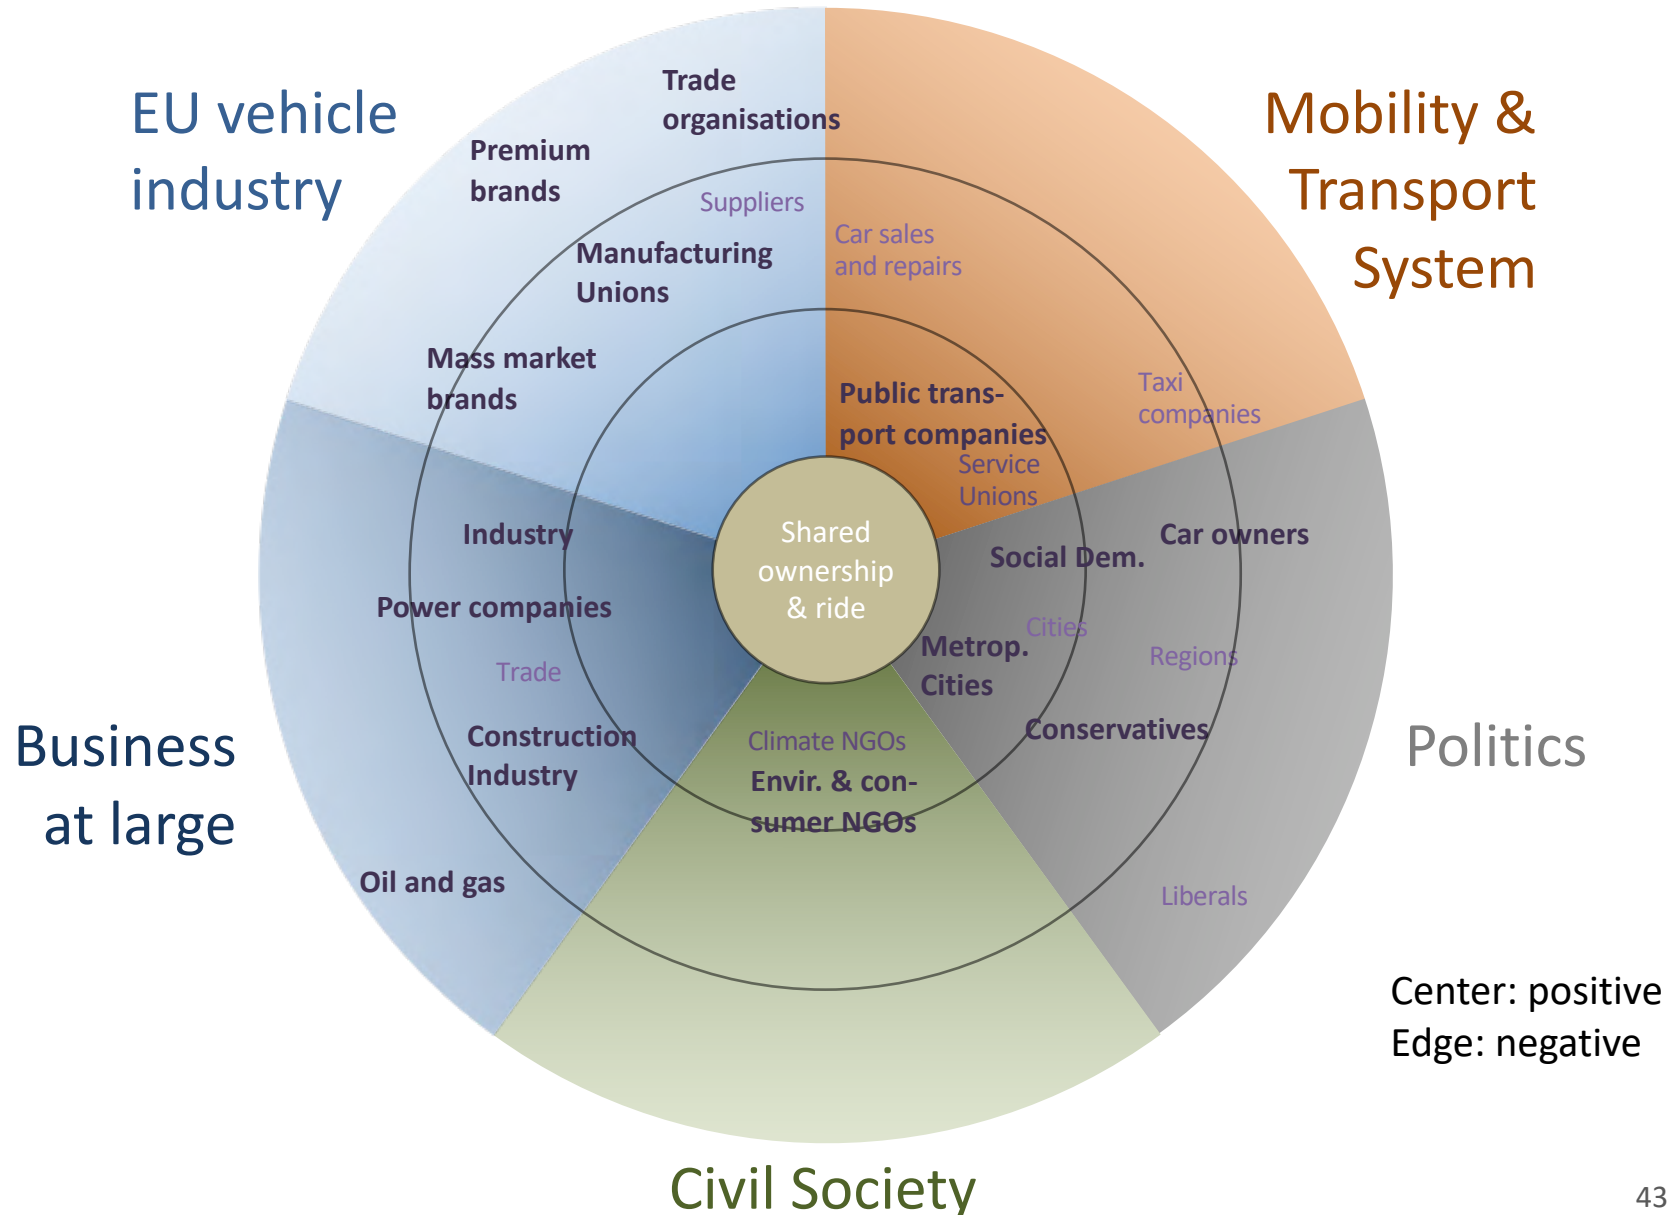 EU vehicle
industry
Trade
organisations
Premium
brands
Suppliers
Manufacturing
Unions
Mass market
brands
Mobility &
Transport
System
Car sales
and repairs
Taxi
companies
Public trans-
port companies
Service
Unions
Shared
ownership
& ride
Industry
Power companies
Trade
Construction
Industry
Oil and gas
Business
at large
Car owners
Social Dem.
Cities
Metrop.
Cities
Regions
Conservatives
Liberals
Politics
Climate NGOs
Envir. & con-
sumer NGOs
Civil Society
Center: positive
Edge: negative
43